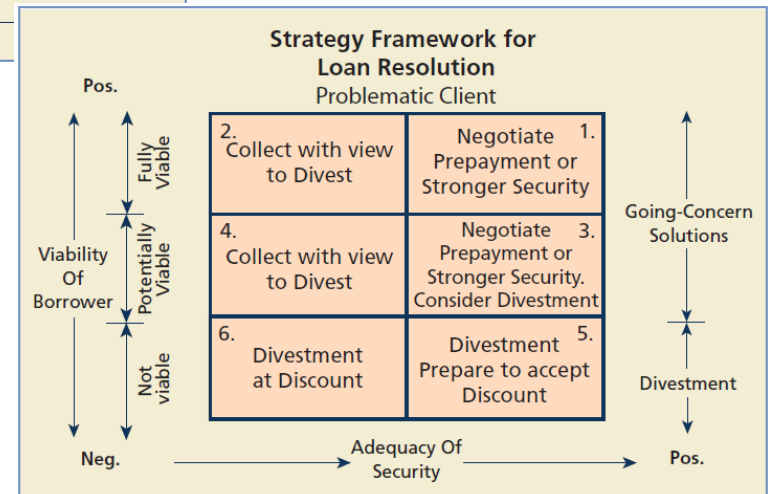 Strategy Framework for
Loan Resolution
Problematic Client
Pos.
Fully
Viable
2.
Collect with view
to Divest
1.
Negotiate
Prepayment or
Stronger Security
Going-Concern
Solutions
Viability
Of
Borrower
Potentially
Viable
4.
Collect with view
to Divest
3.
Negotiate
Prepayment or
Stronger Security.
Consider Divestment
Not
viable
6.
Divestment
at Discount
5.
Divestment
Prepare to accept
Discount
Divestment
Neg.
Adequacy Of
Security
Pos.